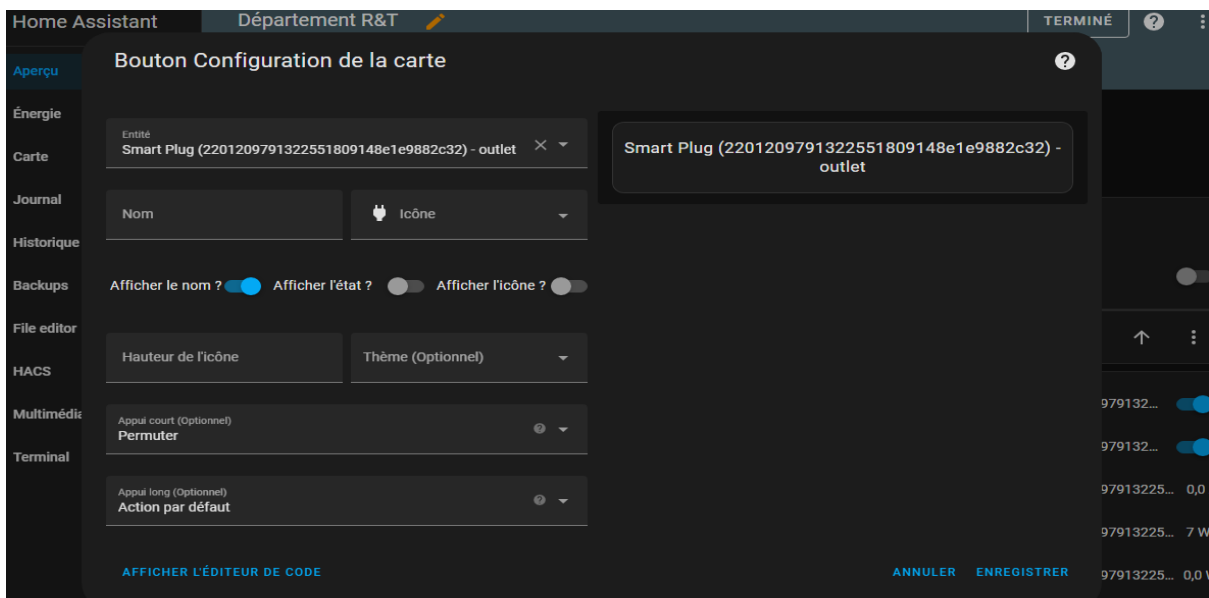 Home Assistant
Département R&T
TERMINÉ
Bouton Configuration de la carte
Aperçu
Énergie
Carte
Journal
Historique
Backups
File editor
HACS
Multimédia
Terminal
Entité
Smart Plug (2201209791322551809148e1e9882c32) - outlet
Nom
Icône
Afficher le nom ? Afficher l'état ? Afficher l'icône ?
Hauteur de l'icône
Thème (Optionnel)
Appui court (Optionnel)
Permuter
Appui long (Optionnel)
Action par défaut
AFFICHER L'ÉDITEUR DE CODE
ANNULER
ENREGISTRER
Smart Plug (2201209791322551809148e1e9882c32) -
outlet
979132...
979132...
97913225... 0,0
97913225... 7 W
97913225... 0,0 W